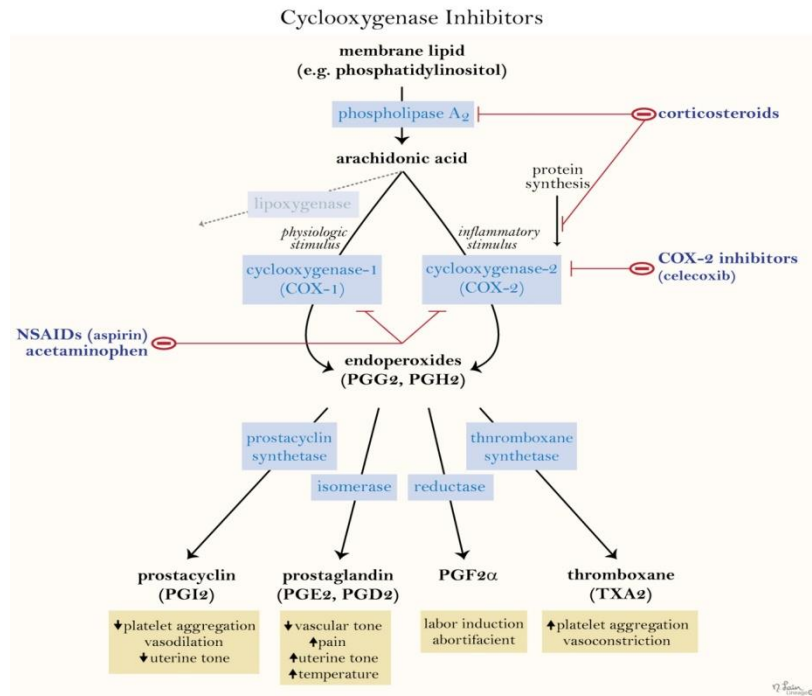 Cyclooxygenase Inhibitors
membrane lipid
(e.g. phosphatidylinositol)
phospholipase A2
corticosteroids
arachidonic acid
protein
synthesis
lipoxygenase
physiologic
stimulus
inflammatory
stimulus
cyclooxygenase-1
(COX-1)
cyclooxygenase-2
(COX-2)
COX-2 inhibitors
(celecoxib)
NSAIDs (aspirin)
acetaminophen
endoperoxides
(PGG2, PGH2)
prostacyclin
synthetase
thnromboxane
synthetase
isomerase
reductase
prostacyclin
(PGI2)
prostaglandin
(PGE2, PGD2)
PGF2α
thromboxane
(TXA2)
↓platelet aggregation
vasodilation
↓uterine tone
↓vascular tone
↑pain
↑uterine tone
↑temperature
labor induction
abortifacient
↑platelet aggregation
vasoconstriction